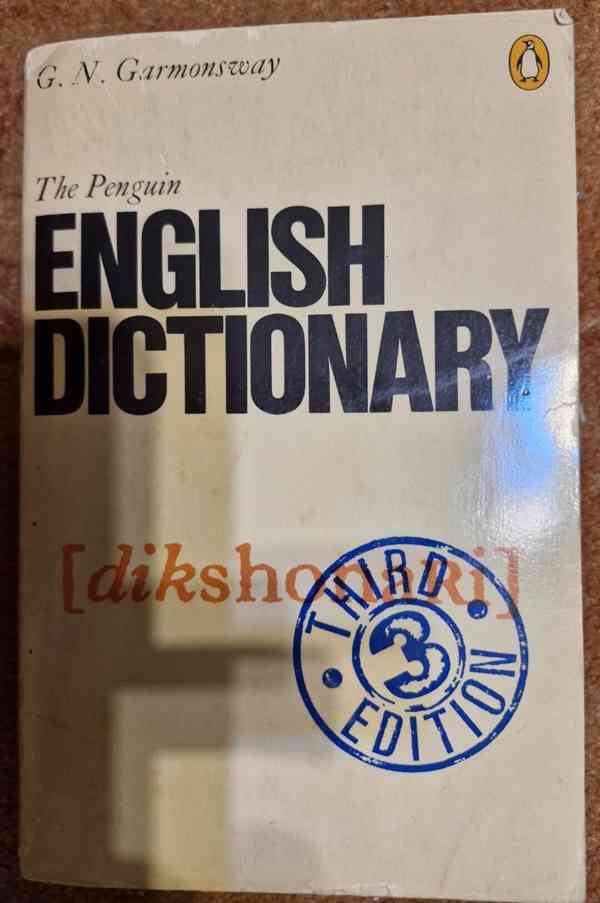 G. N. Garmonsway
The Penguin
ENGLISH
DICTIONARY
[dikshonaRi]
THIRD
3
EDITION